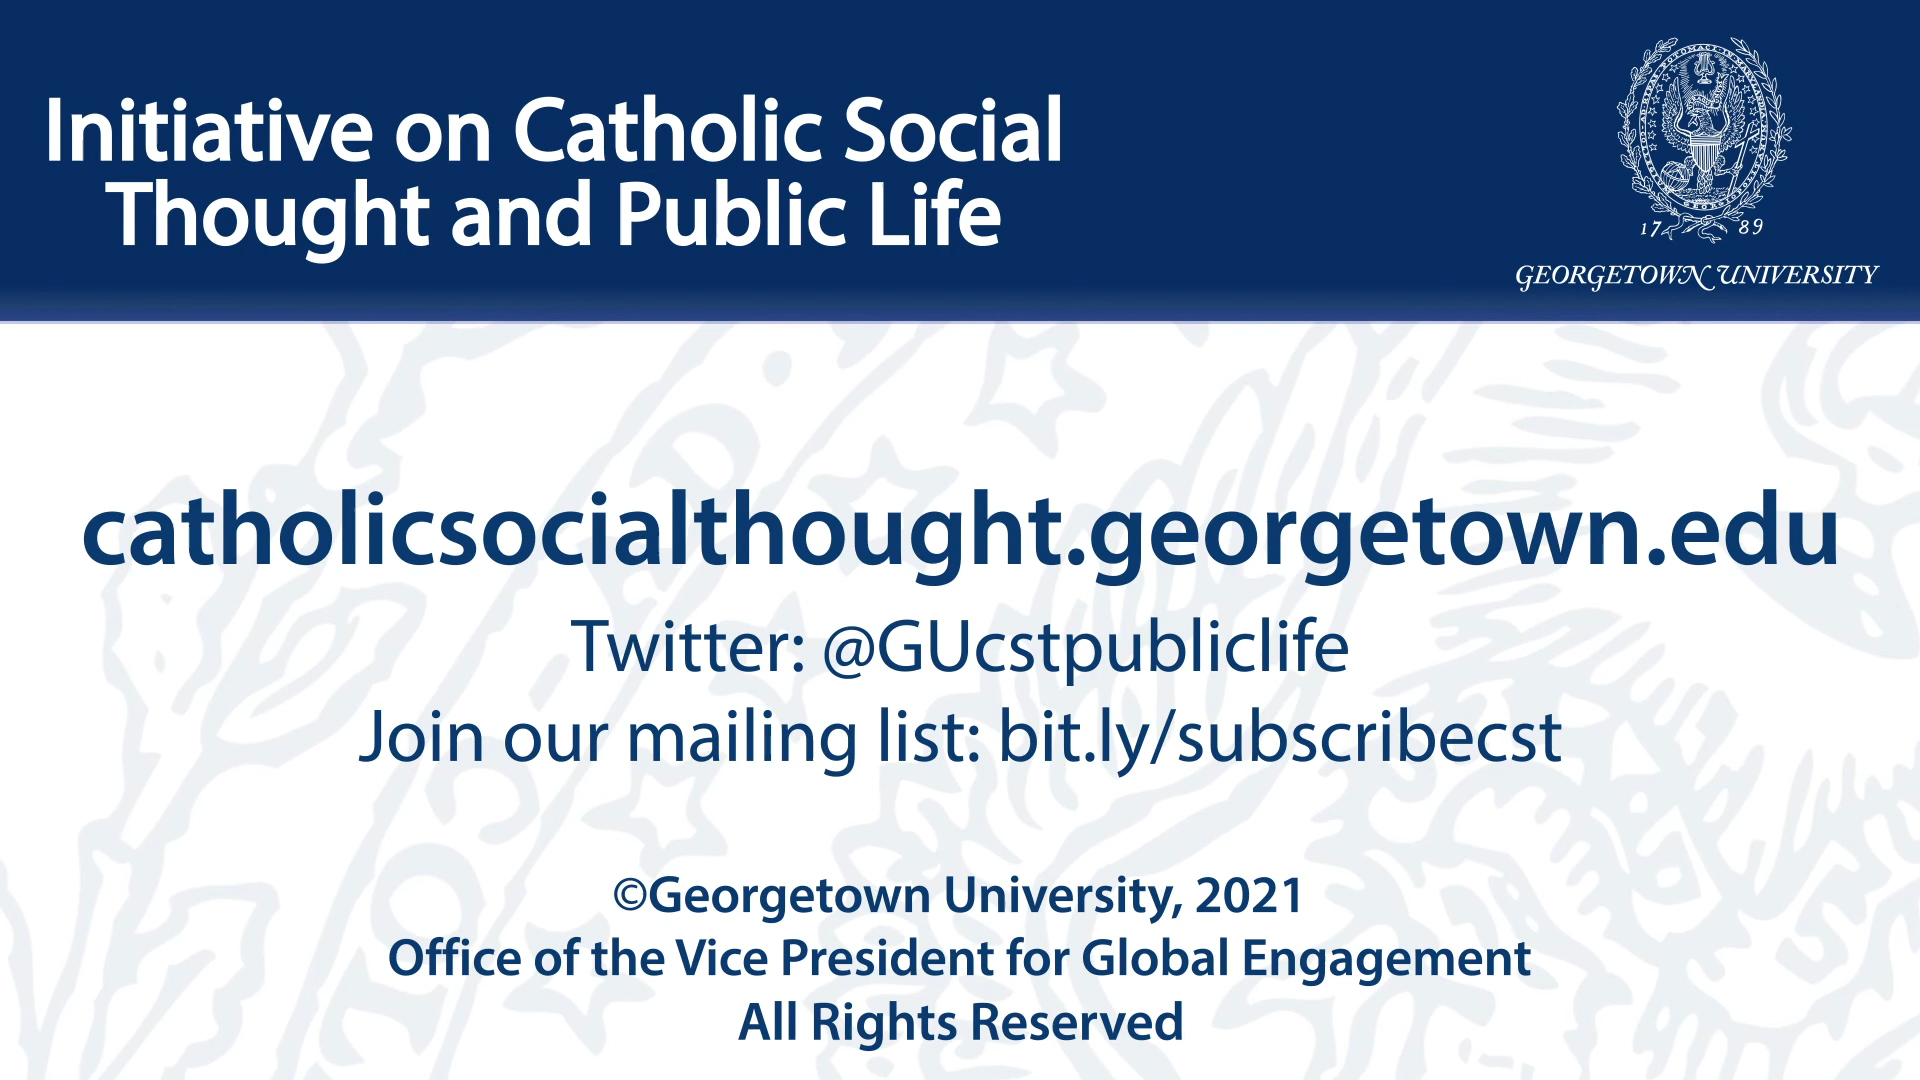 Initiative on Catholic Social
Thought and Public Life
17 89
GEORGETOWN UNIVERSITY
catholicsocialthought.georgetown.edu
Twitter: @GUcstpubliclife
Join our mailing list: bit.ly/subscribecst
©Georgetown University, 2021
Office of the Vice President for Global Engagement
All Rights Reserved